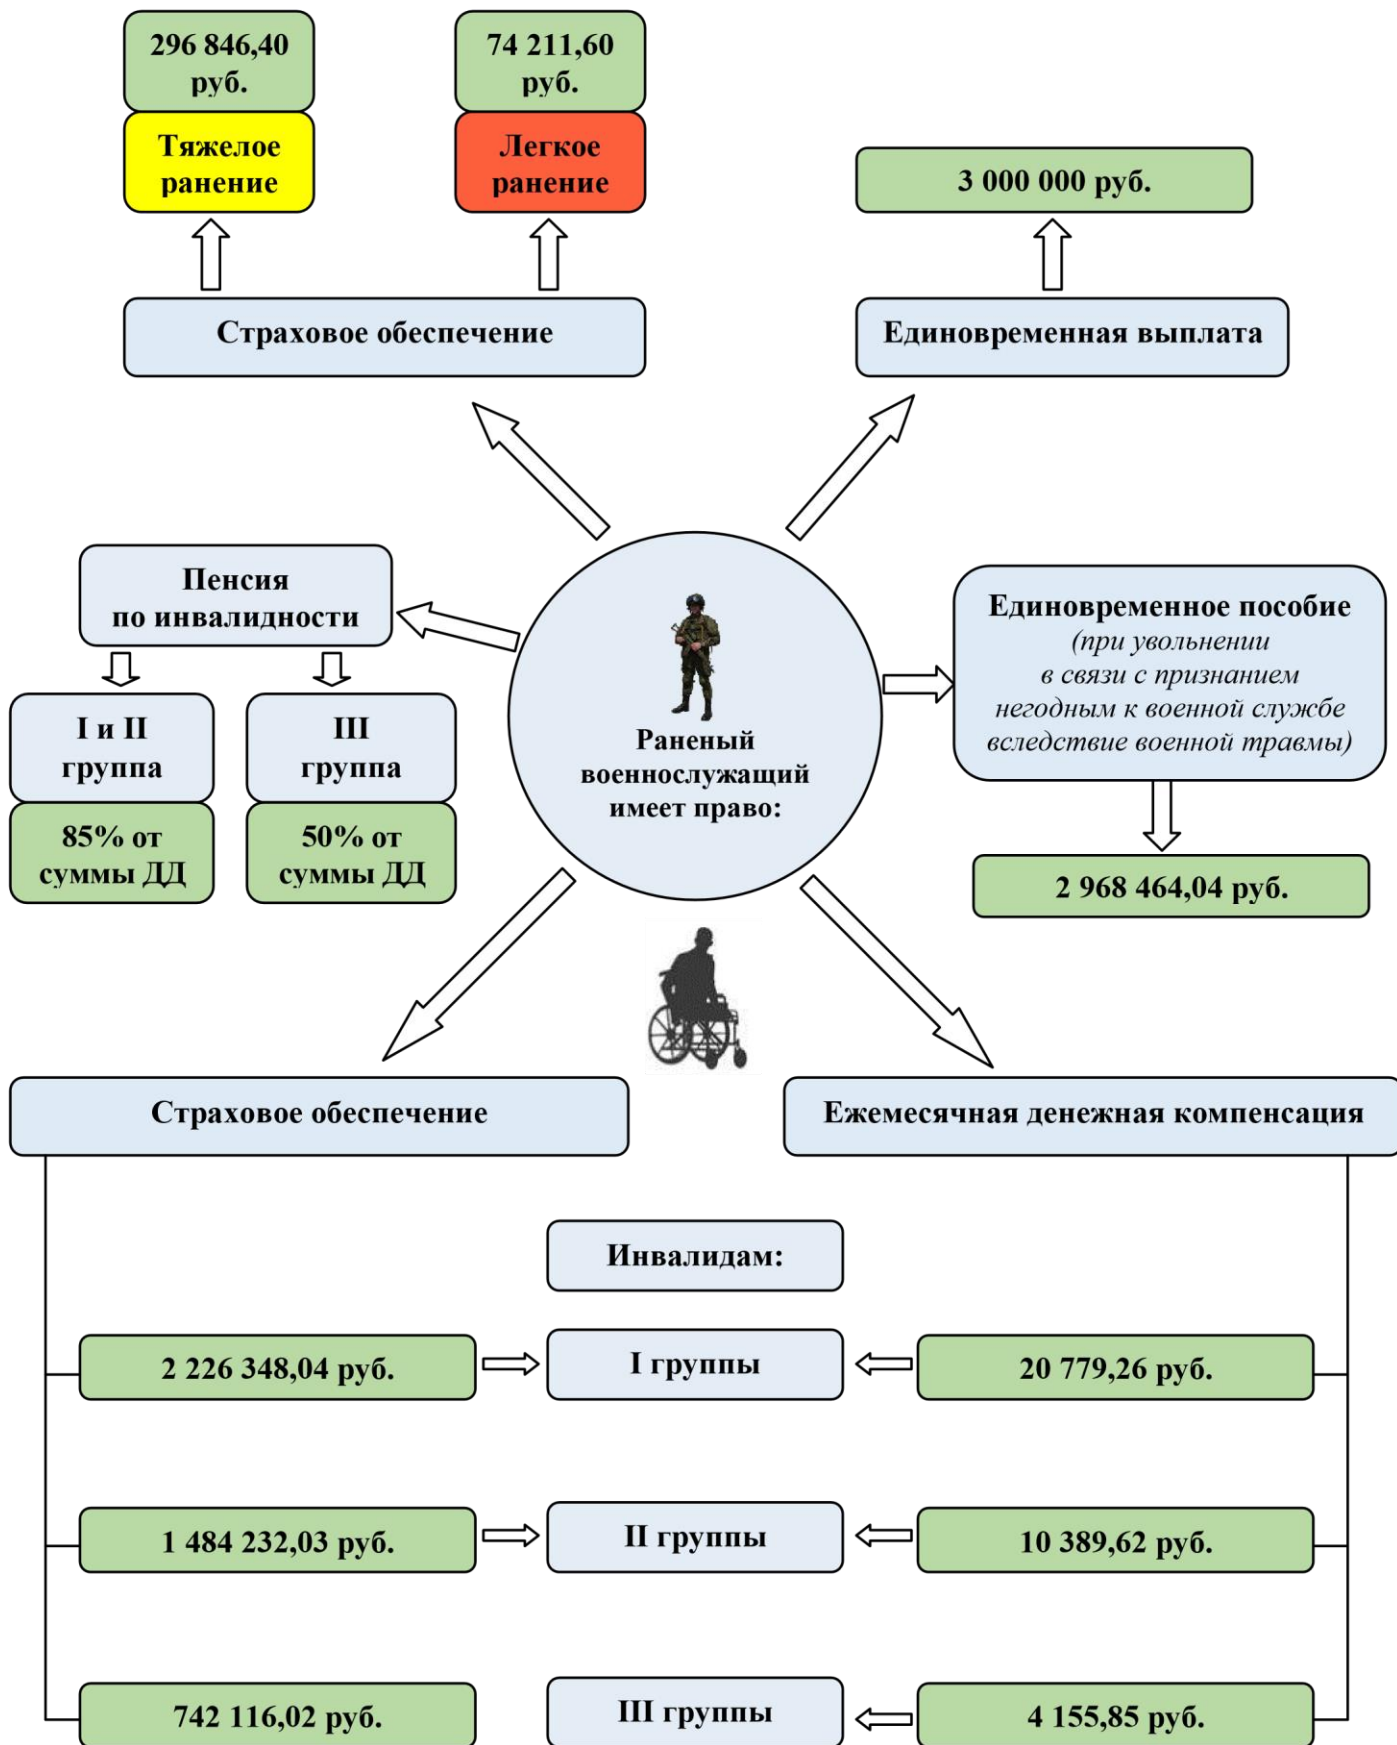 296 846,40
руб.
Тяжелое
ранение
74 211,60
руб.
Легкое
ранение
3 000 000 руб.
Страховое обеспечение
Единовременная выплата
Пенсия
по инвалидности
I и II
группа
85% от
суммы ДД
III
группа
50% от
суммы ДД
Раненый
военнослужащий
имеет право:
Единовременное пособие
(при увольнении
в связи с признанием
негодным к военной службе
вследствие военной травмы)
2 968 464,04 руб.
Страховое обеспечение
Ежемесячная денежная компенсация
Инвалидам:
2 226 348,04 руб.
I группы
20 779,26 руб.
1 484 232,03 руб.
II группы
10 389,62 руб.
742 116,02 руб.
III группы
4 155,85 руб.